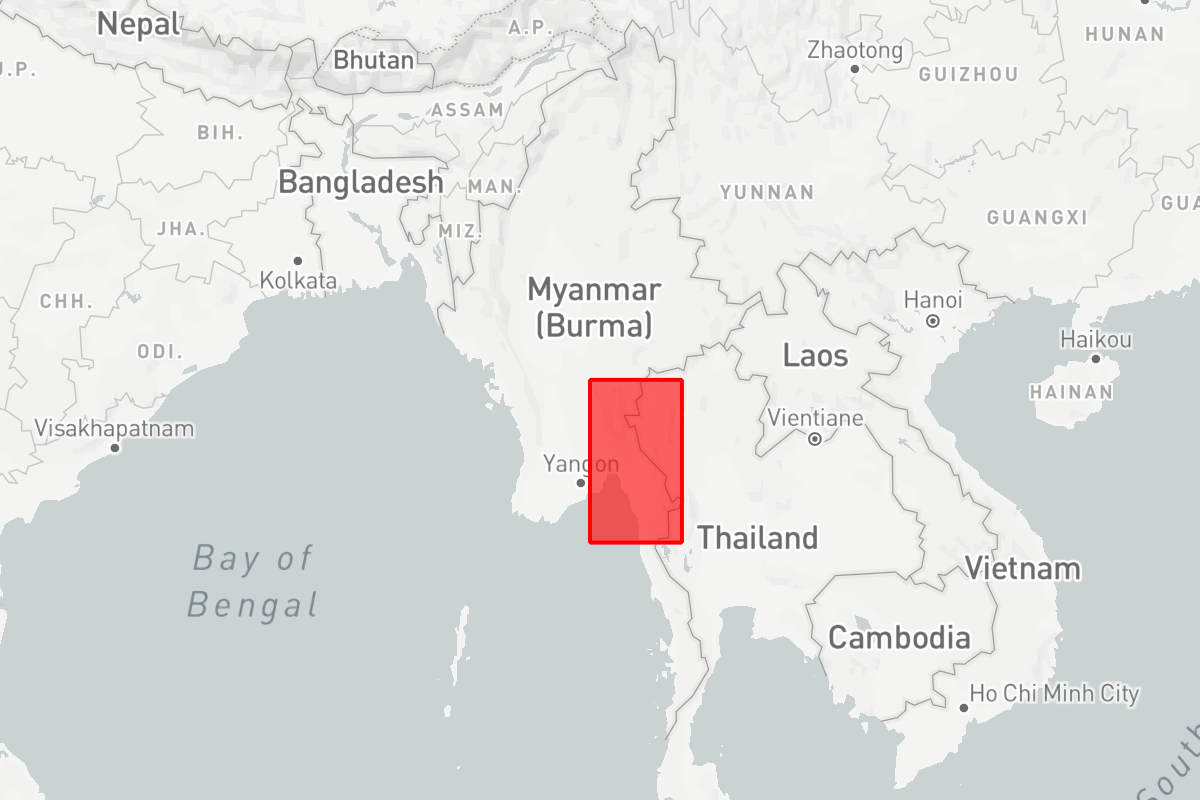 Nepal
A.P.
HUNAN
Zhaotong
Bhutan
GUIZHOU
U.P.
ASSAM
BIH.
Bangladesh
MAN.
YUNNAN
GUANGXI
JHA.
MIZ.
Kolkata
Myanmar
(Burma)
CHH.
Hanoi
Haikou
ODI.
Laos
HAINAN
Visakhapatnam
Vientiane
Yangon
Thailand
Bay of
Bengal
Vietnam
Cambodia
Ho Chi Minh City
South